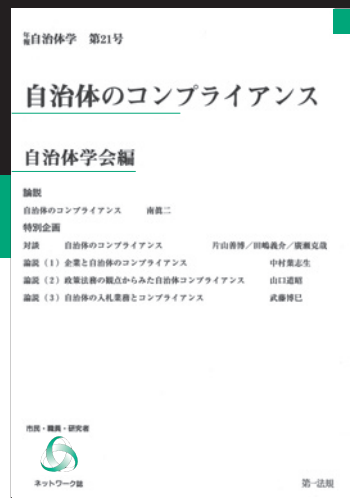 年報自治体学 第21号
自治体のコンプライアンス
自治体学会編
論説
自治体のコンプライアンス 南眞二
特別企画
対談 自治体のコンプライアンス 片山善博／田嶋義介／廣瀬克哉
論説（1）企業と自治体のコンプライアンス 中村葉志生
論説（2）政策法務の観点からみた自治体コンプライアンス 山口道昭
論説（3）自治体の入札業務とコンプライアンス 武藤博己
市民・職員・研究者
ネットワーク誌
第一法規